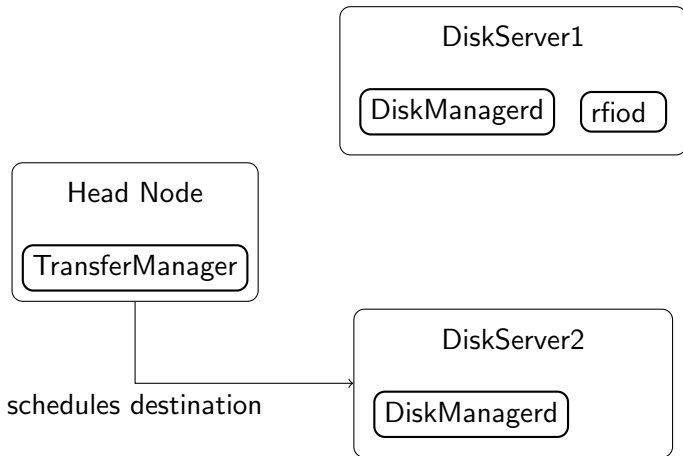 DiskServer1
DiskManagerd rfiod
Head Node
TransferManager
DiskServer2
schedules destination
DiskManagerd